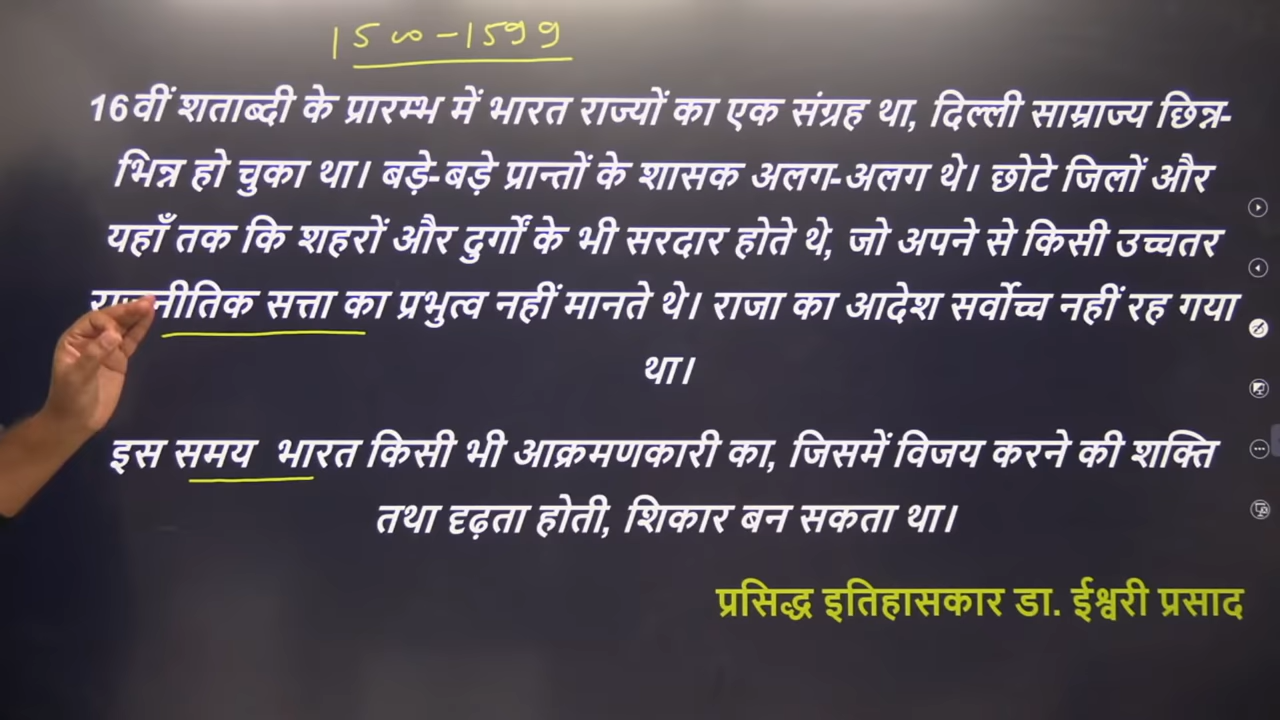 1500-1599
16वीं शताब्दी के प्रारम्भ में भारत राज्यों का एक संग्रह था, दिल्ली साम्राज्य छिन्न-
भिन्न हो चुका था। बड़े-बड़े प्रान्तों के शासक अलग-अलग थे। छोटे जिलों और
यहाँ तक कि शहरों और दुर्गों के भी सरदार होते थे, जो अपने से किसी उच्चतर
राजनीतिक सत्ता का प्रभुत्व नहीं मानते थे। राजा का आदेश सर्वोच्च नहीं रह गया
था।
इस समय भारत किसी भी आक्रमणकारी का, जिसमें विजय करने की शक्ति
तथा दृढ़ता होती, शिकार बन सकता था।
प्रसिद्ध इतिहासकार डा. ईश्वरी प्रसाद